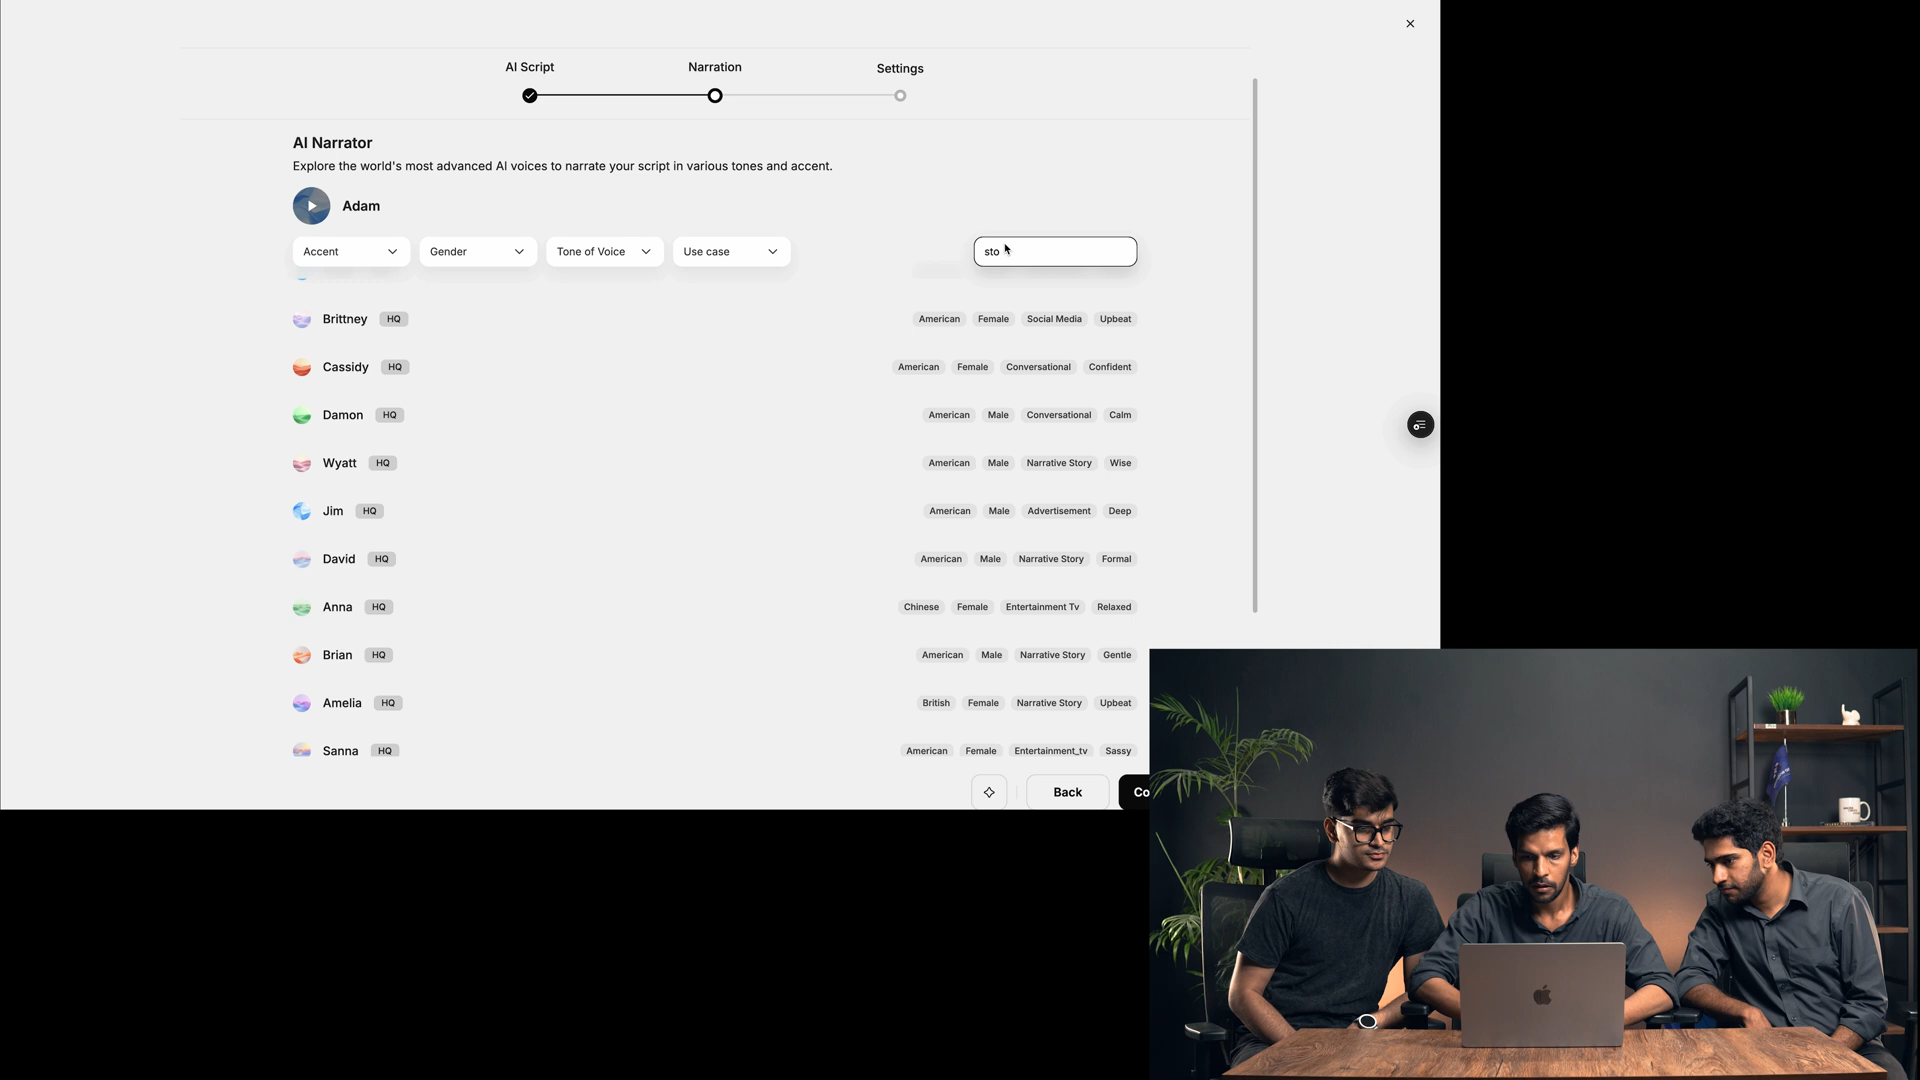 AI Script
Narration
Settings
AI Narrator
Explore the world's most advanced AI voices to narrate your script in various tones and accent.
Adam
Accent
Gender
Tone of Voice
Use case
sto
Brittney HQ American Female Social Media Upbeat
Cassidy HQ American Female Conversational Confident
Damon HQ American Male Conversational Calm
Wyatt HQ American Male Narrative Story Wise
Jim HQ American Male Advertisement Deep
David HQ American Male Narrative Story Formal
Anna HQ Chinese Female Entertainment Tv Relaxed
Brian HQ American Male Narrative Story Gentle
Amelia HQ British Female Narrative Story Upbeat
Sanna HQ American Female Entertainment_tv Sassy
Back
Co